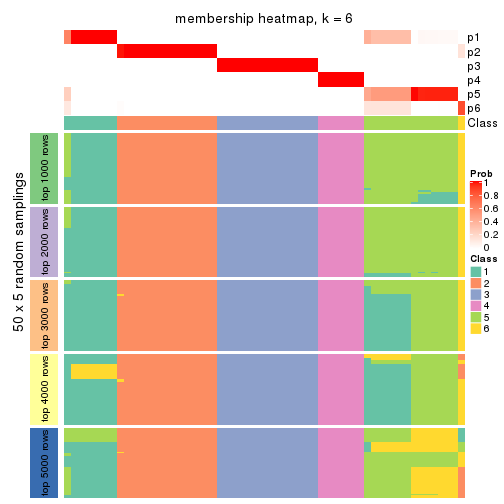 membership heatmap, k = 6
p1
p2
p3
p4
p5
p6
Class
50 x 5 random samplings
top 1000 rows
top 2000 rows
top 3000 rows
top 4000 rows
top 5000 rows
Prob
1
0.8
0.6
0.4
0.2
0
Class
1
2
3
4
5
6